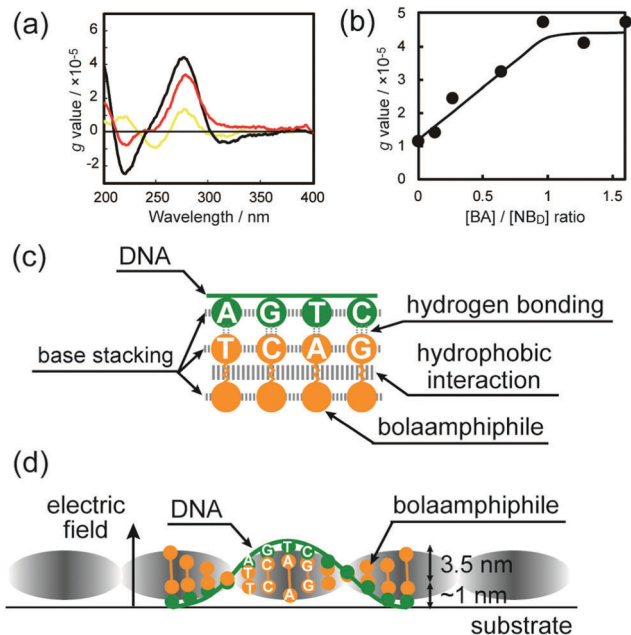 (a)
g value / ×10-5
4
2
0
-2
200
250
300
350
400
Wavelength / nm
(b)
g value / ×10-5
5
4
3
2
1
0
0
0.5
1
1.5
[BA] / [NBD] ratio
(c)
DNA
A G T C
hydrogen bonding
base stacking
T C A G
hydrophobic
interaction
bolaamphiphile
(d)
electric
field
DNA
bolaamphiphile
A G T C
T C A G
T C A G
3.5 nm
~1 nm
substrate